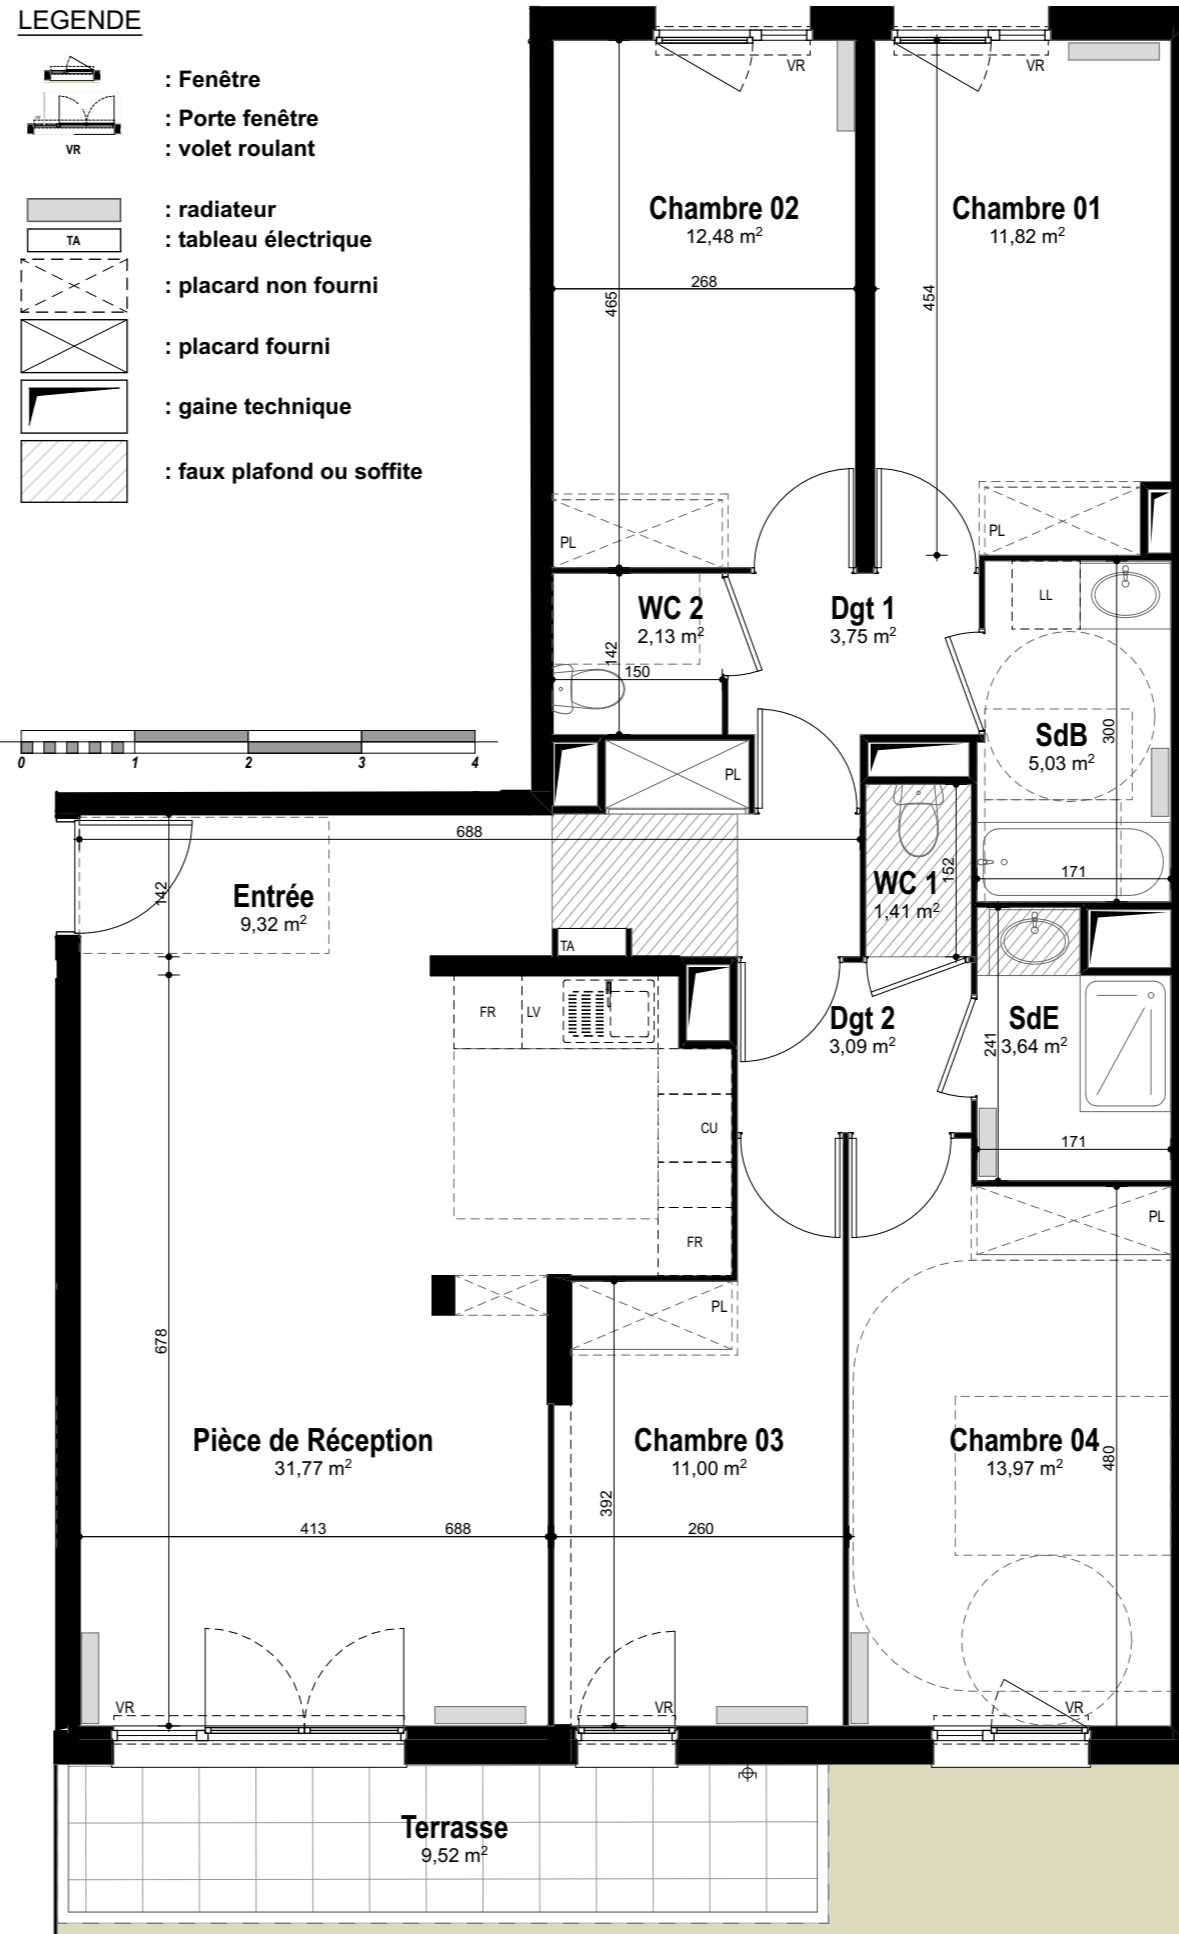 LEGENDE
: Fenêtre
: Porte fenêtre
VR : volet roulant
: radiateur
TA : tableau électrique
: placard non fourni
: placard fourni
: gaine technique
: faux plafond ou soffite
0 1 2 3 4
VR
VR
Chambre 02
12,48 m²
Chambre 01
11,82 m²
268
465
454
PL
PL
WC 2
2,13 m²
142
150
Dgt 1
3,75 m²
LL
SdB
5,03 m²
300
171
PL
688
142
Entrée
9,32 m²
TA
WC 1
1,41 m²
152
FR
LV
CU
FR
Dgt 2
3,09 m²
SdE
3,64 m²
241
171
PL
PL
678
Pièce de Réception
31,77 m²
413
688
Chambre 03
11,00 m²
392
260
Chambre 04
13,97 m²
480
VR
VR
VR
Terrasse
9,52 m²